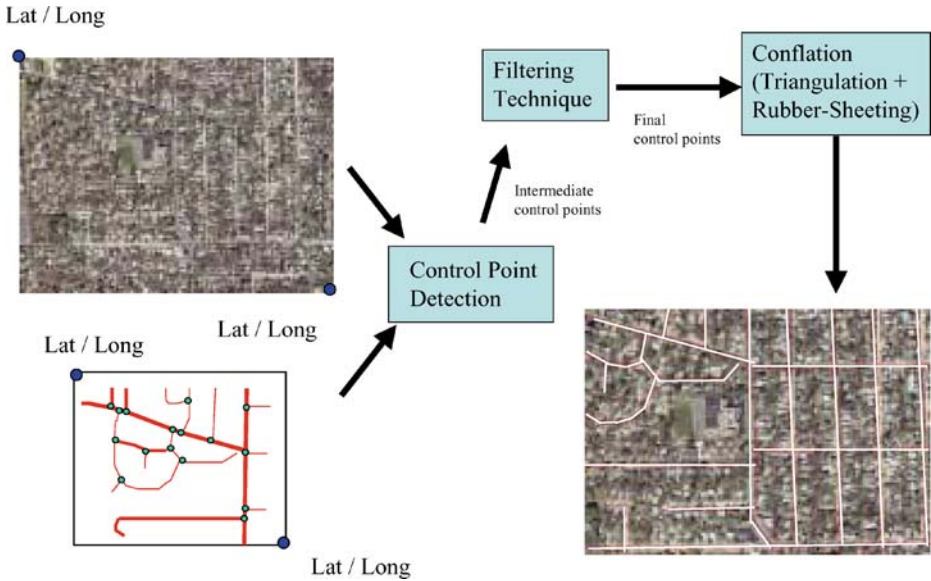 Lat / Long
Lat / Long
Lat / Long
Lat / Long
Control Point
Detection
Intermediate
control points
Filtering
Technique
Final
control points
Conflation
(Triangulation +
Rubber-Sheeting)